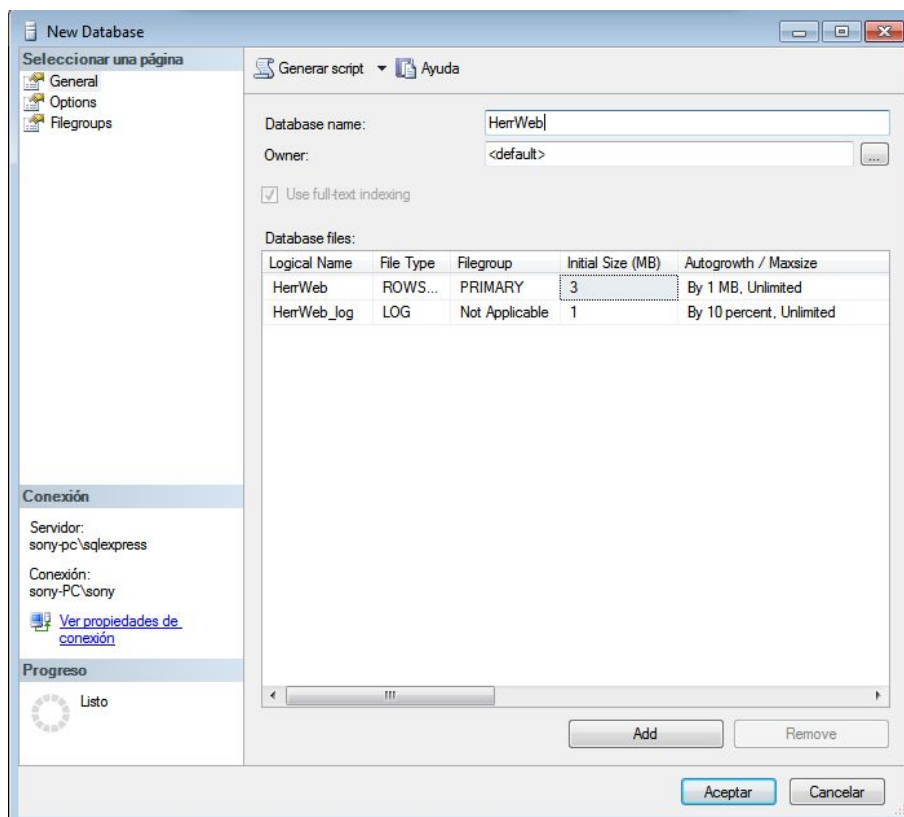 New Database
Seleccionar una página
General
Options
Filegroups
Generar script
Ayuda
Database name:
HerrWeb
Owner:
<default>
...
Use full-text indexing
Database files:
Logical Name File Type Filegroup Initial Size (MB) Autogrowth / Maxsize
HerrWeb ROWS... PRIMARY 3 By 1 MB, Unlimited
HerrWeb_log LOG Not Applicable 1 By 10 percent, Unlimited
Conexión
Servidor:
sony-pc\sqlexpress
Conexión:
sony-PC\sony
Ver propiedades de
conexión
Progreso
Listo
Add
Remove
Aceptar
Cancelar